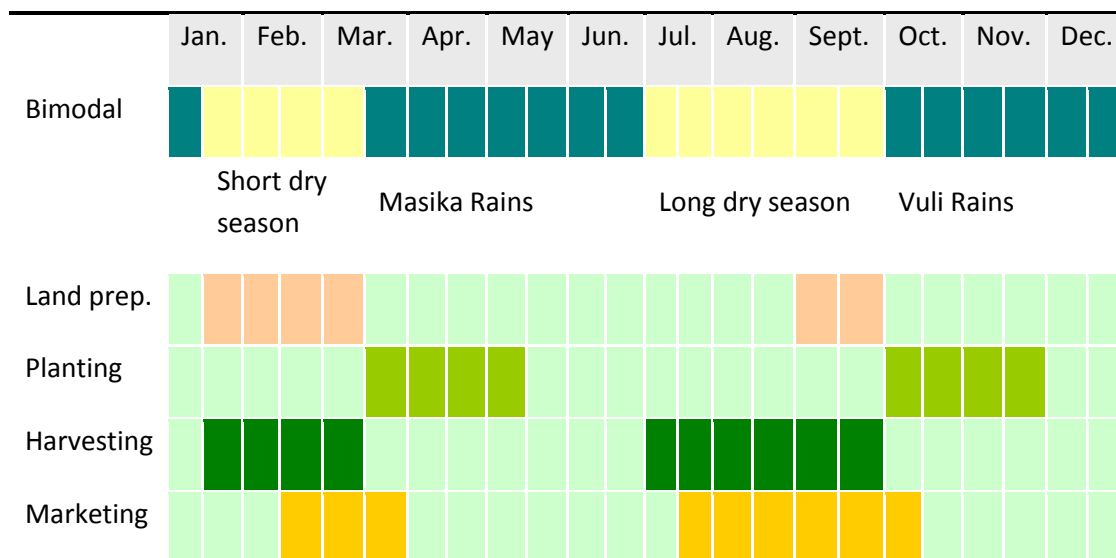 Jan. Feb. Mar. Apr. May Jun. Jul. Aug. Sept. Oct. Nov. Dec.
Bimodal
Short dry
season
Masika Rains
Long dry season
Vuli Rains
Land prep.
Planting
Harvesting
Marketing